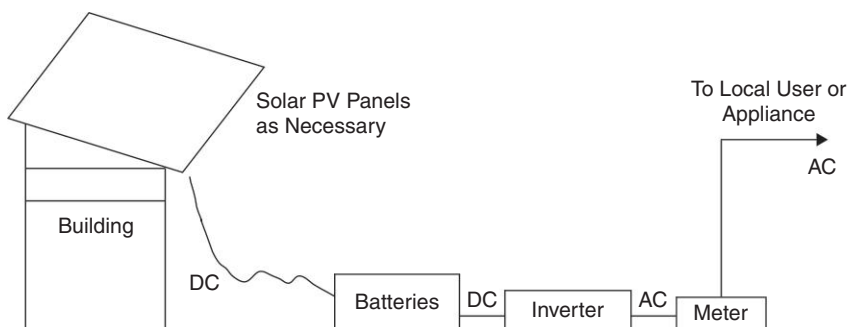 Solar PV Panels
as Necessary
To Local User or
Appliance
AC
Building
DC
Batteries
DC
Inverter
AC
Meter